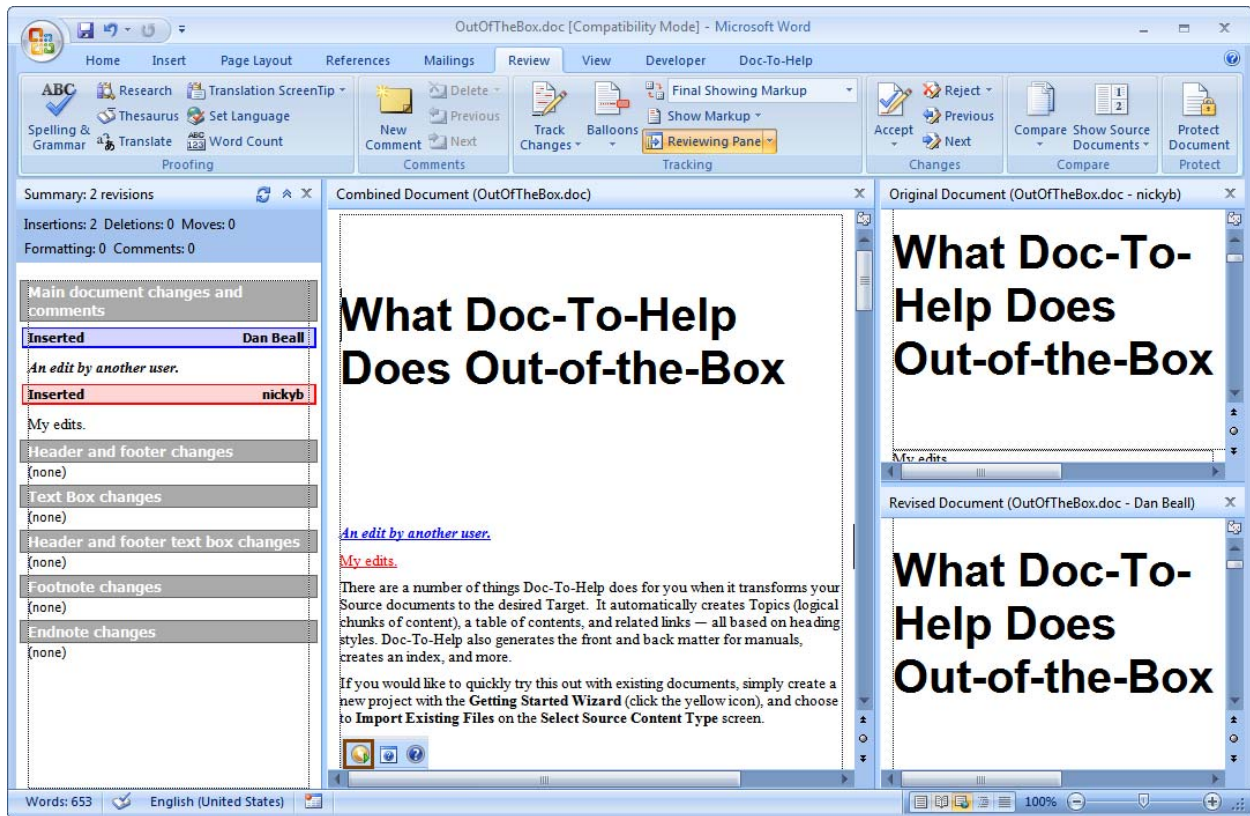 OutOfTheBox.doc [Compatibility Mode] - Microsoft Word
Home Insert Page Layout References Mailings Review View Developer Doc-To-Help
ABC
Spelling &
Grammar
Research
Thesaurus
Translate
Translation ScreenTip
Set Language
ABC
123
Word Count
Proofing
New
Comment
Delete
Previous
Next
Comments
Track
Changes
Balloons
Final Showing Markup
Show Markup
Reviewing Pane
Tracking
Accept
Reject
Previous
Next
Changes
Compare
1
2
Show Source
Documents
Compare
Protect
Document
Protect
Summary: 2 revisions
Insertions: 2 Deletions: 0 Moves: 0
Formatting: 0 Comments: 0
Main document changes and
comments
Inserted Dan Beall
An edit by another user.
Inserted nickyb
My edits.
Header and footer changes
(none)
Text Box changes
(none)
Header and footer text box changes
(none)
Footnote changes
(none)
Endnote changes
(none)
Combined Document (OutOfTheBox.doc)
What Doc-To-Help
Does Out-of-the-Box
An edit by another user.
My edits.
There are a number of things Doc-To-Help does for you when it transforms your
Source documents to the desired Target. It automatically creates Topics (logical
chunks of content), a table of contents, and related links — all based on heading
styles. Doc-To-Help also generates the front and back matter for manuals,
creates an index, and more.
If you would like to quickly try this out with existing documents, simply create a
new project with the Getting Started Wizard (click the yellow icon), and choose
to Import Existing Files on the Select Source Content Type screen.
Original Document (OutOfTheBox.doc - nickyb)
What Doc-To-
Help Does
Out-of-the-Box
My edits
Revised Document (OutOfTheBox.doc - Dan Beall)
What Doc-To-
Help Does
Out-of-the-Box
Words: 653 English (United States) 100%